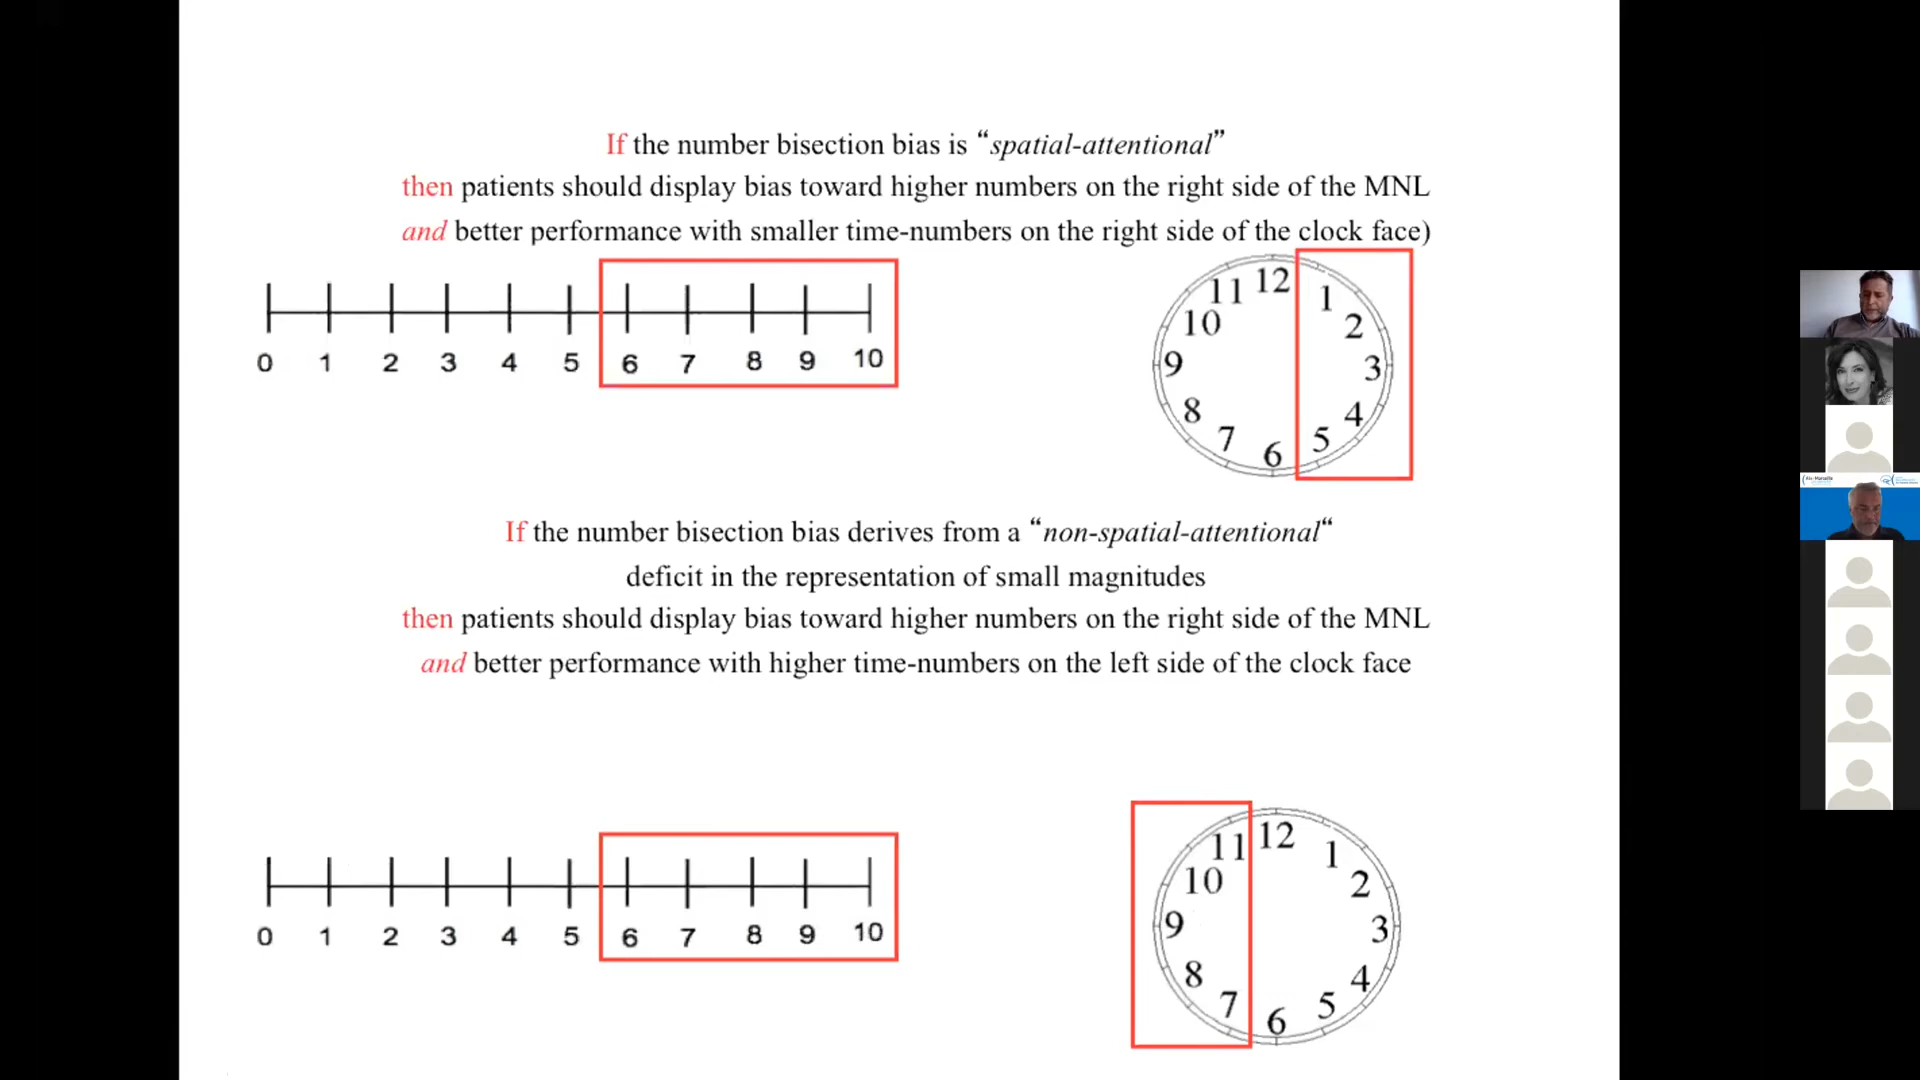 If the number bisection bias is “spatial-attentional”
then patients should display bias toward higher numbers on the right side of the MNL
and better performance with smaller time-numbers on the right side of the clock face)
0 1 2 3 4 5 6 7 8 9 10
12
11 1
10 2
9 3
8 4
7 5
6
If the number bisection bias derives from a “non-spatial-attentional“
deficit in the representation of small magnitudes
then patients should display bias toward higher numbers on the right side of the MNL
and better performance with higher time-numbers on the left side of the clock face
0 1 2 3 4 5 6 7 8 9 10
12
11 1
10 2
9 3
8 4
7 5
6